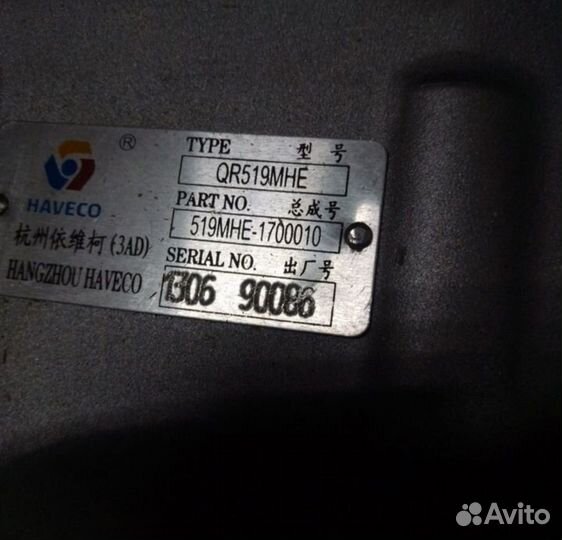 ®
HAVECO
杭州依维柯(3AD)
HANGZHOU HAVECO
TYPE 型号
QR519MHE
PART NO. 总成号
519MHE-1700010
SERIAL NO. 出厂号
1306 90086
Avito